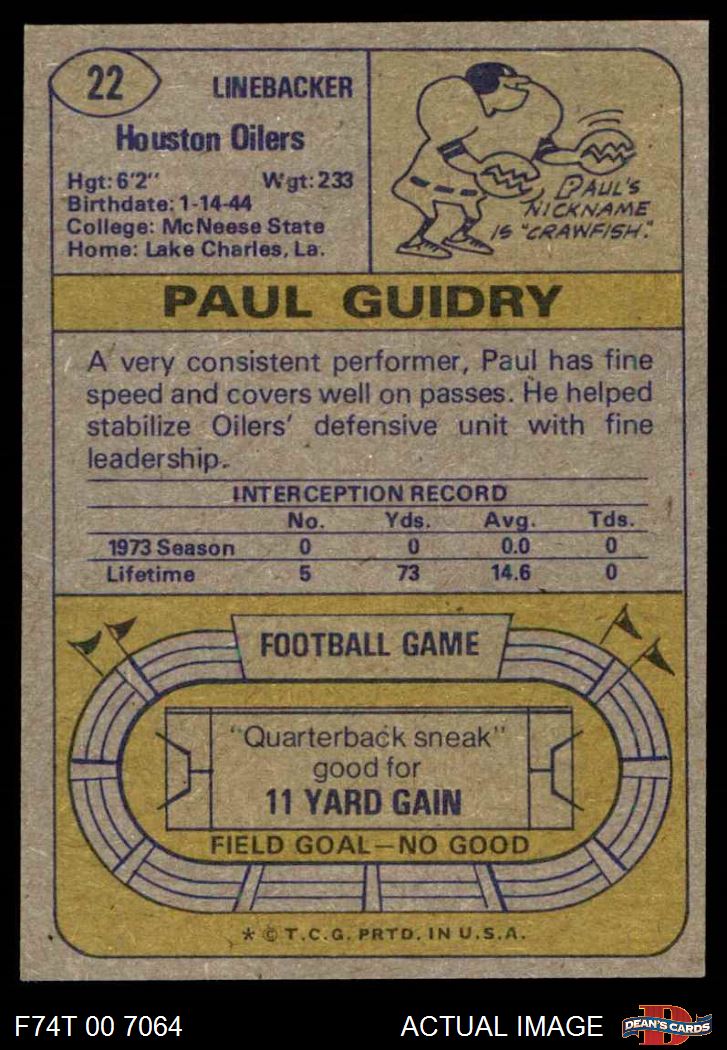 22
LINEBACKER
Houston Oilers
Hgt: 6'2" Wgt: 233
Birthdate: 1-14-44
College: McNeese State
Home: Lake Charles, La.
PAUL'S
NICKNAME
IS "CRAWFISH."
PAUL GUIDRY
A very consistent performer, Paul has fine
speed and covers well on passes. He helped
stabilize Oilers' defensive unit with fine
leadership.
INTERCEPTION RECORD
No. Yds. Avg. Tds.
1973 Season 0 0 0.0 0
Lifetime 5 73 14.6 0
FOOTBALL GAME
"Quarterback sneak"
good for
11 YARD GAIN
FIELD GOAL—NO GOOD
* © T.C.G. PRTD. IN U.S.A.
F74T 00 7064 ACTUAL IMAGE
D
DEAN'S CARDS